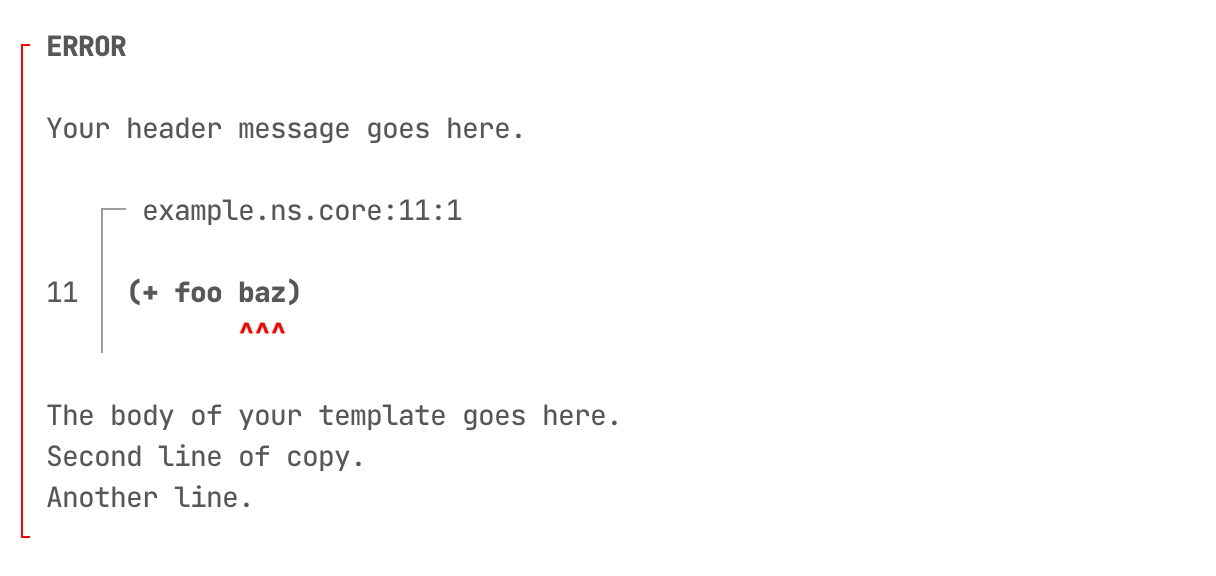 ERROR
Your header message goes here.
example.ns.core:11:1
11 (+ foo baz)
^^^
The body of your template goes here.
Second line of copy.
Another line.